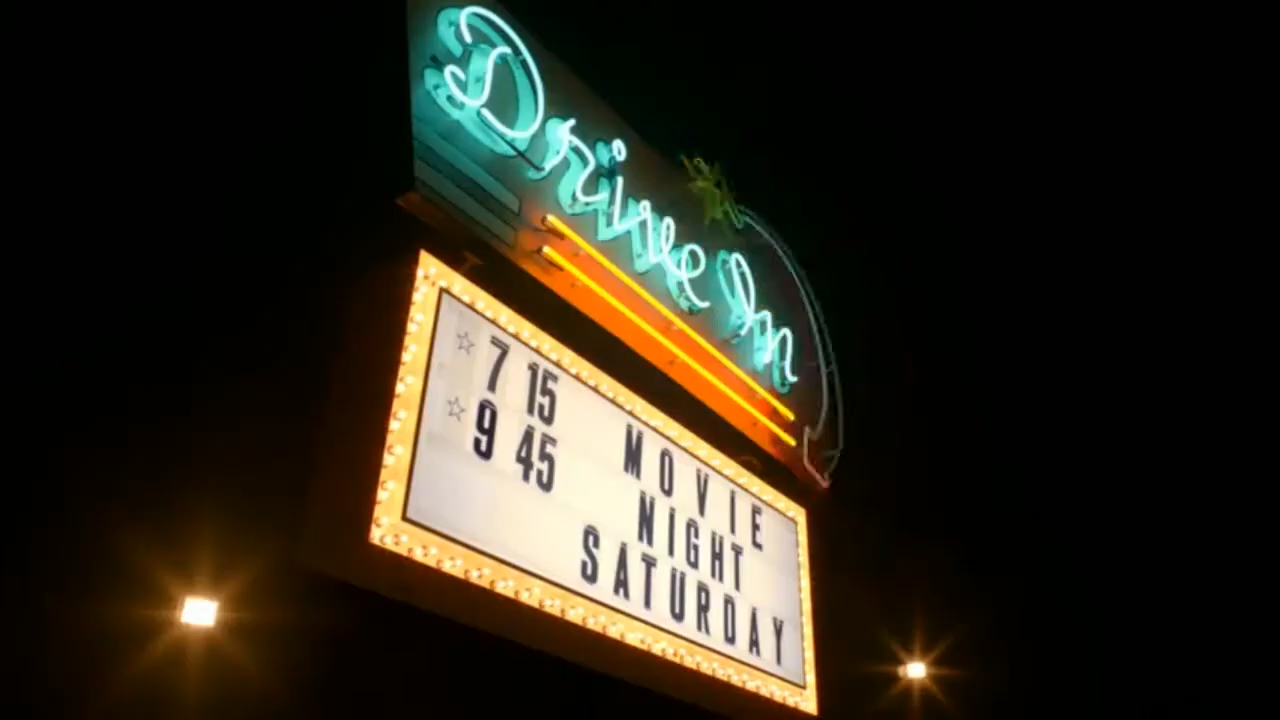 Drive In
☆ 7 15
☆ 9 45
MOVIE
NIGHT
SATURDAY